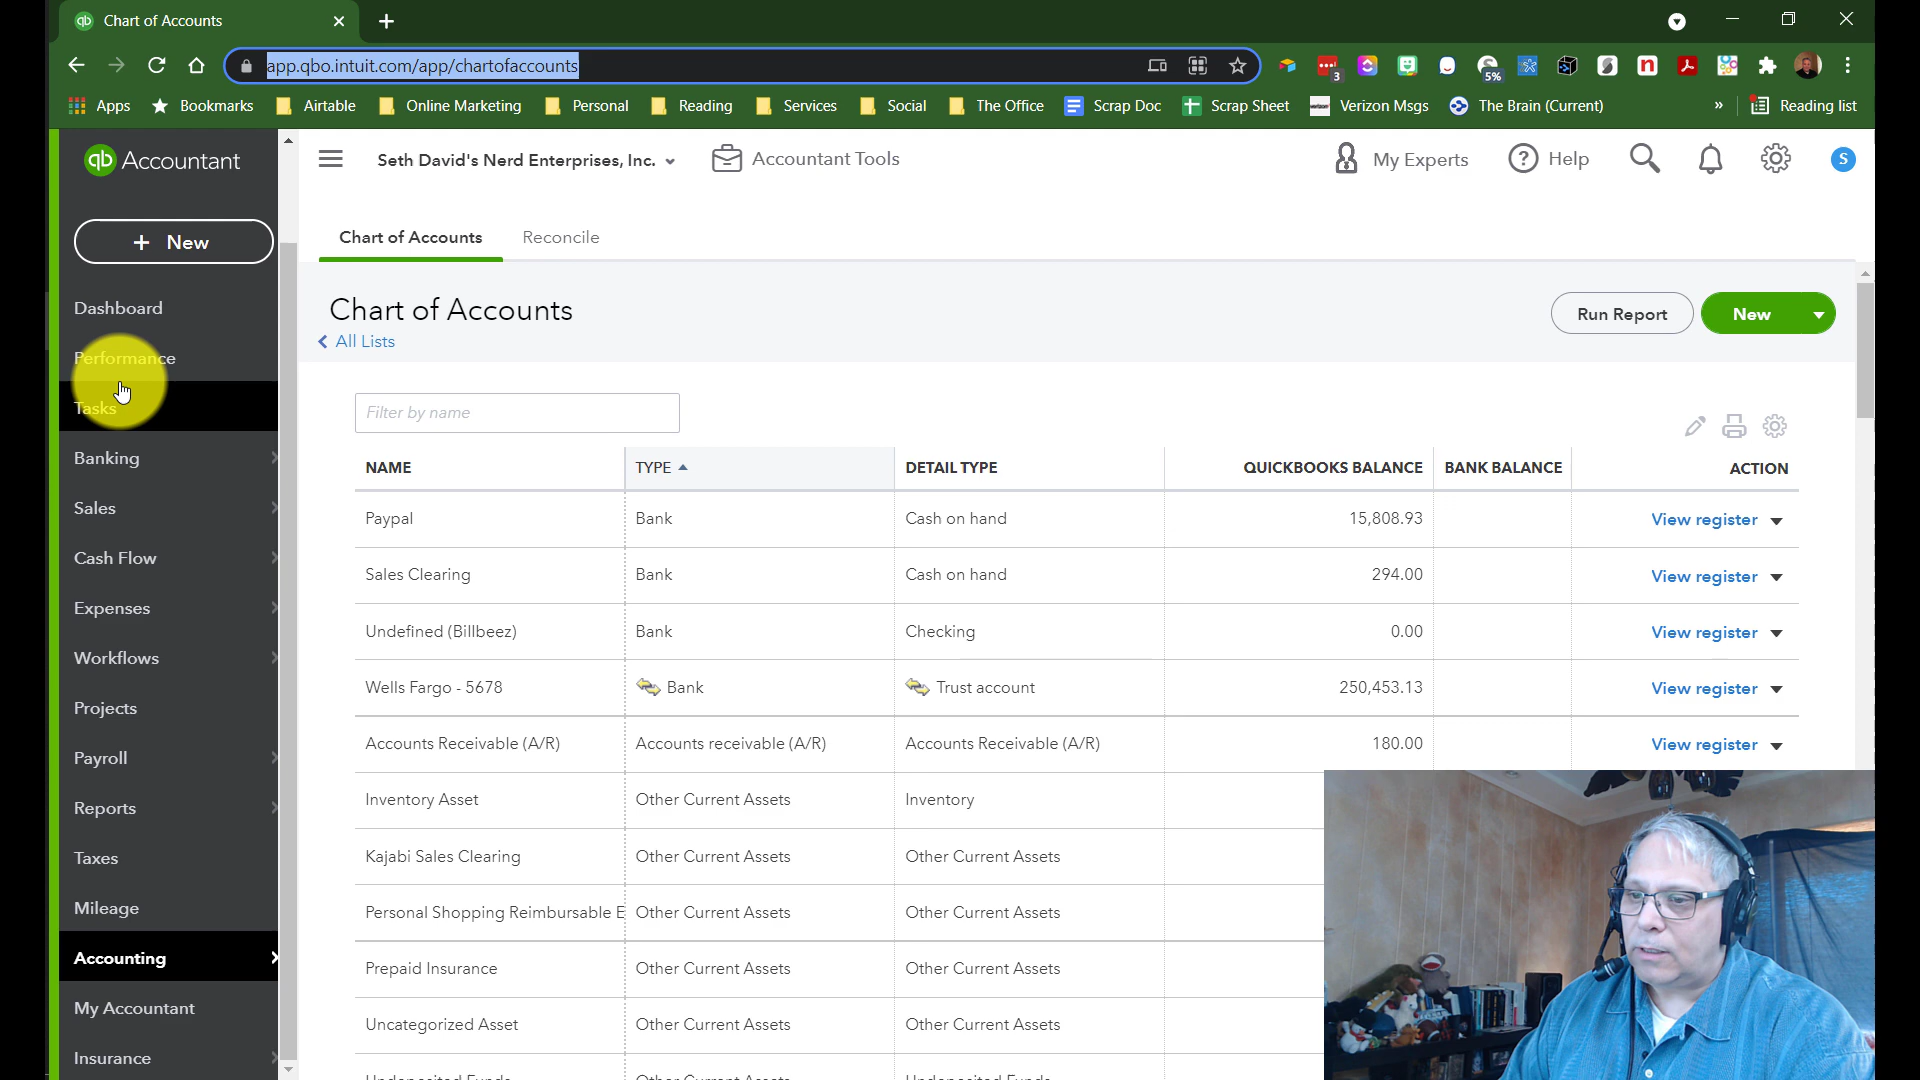 Chart of Accounts
app.qbo.intuit.com/app/chartofaccounts
3
5%
Apps
Bookmarks
Airtable
Online Marketing
Personal
Reading
Services
Social
The Office
Scrap Doc
Scrap Sheet
Verizon Msgs
The Brain (Current)
»
Reading list
qb Accountant
Seth David's Nerd Enterprises, Inc.
Accountant Tools
My Experts
Help
S
+ New
Dashboard
Performance
Tasks
Banking
Sales
Cash Flow
Expenses
Workflows
Projects
Payroll
Reports
Taxes
Mileage
Accounting
My Accountant
Insurance
Chart of Accounts
Reconcile
Chart of Accounts
All Lists
Run Report
New
Filter by name
NAME TYPE DETAIL TYPE QUICKBOOKS BALANCE BANK BALANCE ACTION
Paypal Bank Cash on hand 15,808.93 View register
Sales Clearing Bank Cash on hand 294.00 View register
Undefined (Billbeez) Bank Checking 0.00 View register
Wells Fargo - 5678 Bank Trust account 250,453.13 View register
Accounts Receivable (A/R) Accounts receivable (A/R) Accounts Receivable (A/R) 180.00 View register
Inventory Asset Other Current Assets Inventory
Kajabi Sales Clearing Other Current Assets Other Current Assets
Personal Shopping Reimbursable E Other Current Assets Other Current Assets
Prepaid Insurance Other Current Assets Other Current Assets
Uncategorized Asset Other Current Assets Other Current Assets